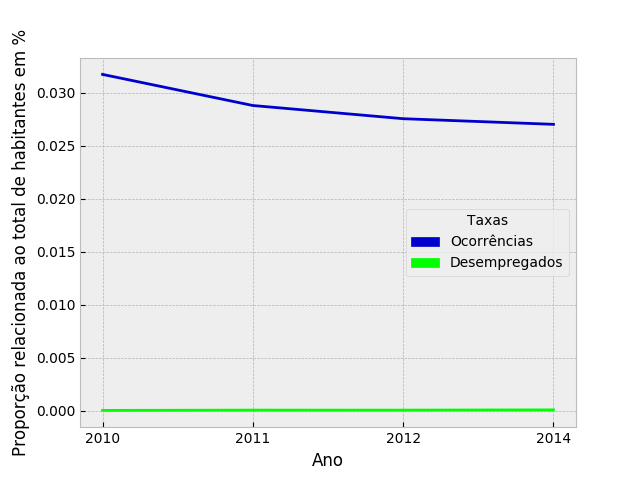 Proporção relacionada ao total de habitantes em %
0.030
0.025
0.020
0.015
0.010
0.005
0.000
Taxas
Ocorrências
Desempregados
2010 2011 2012 2014
Ano